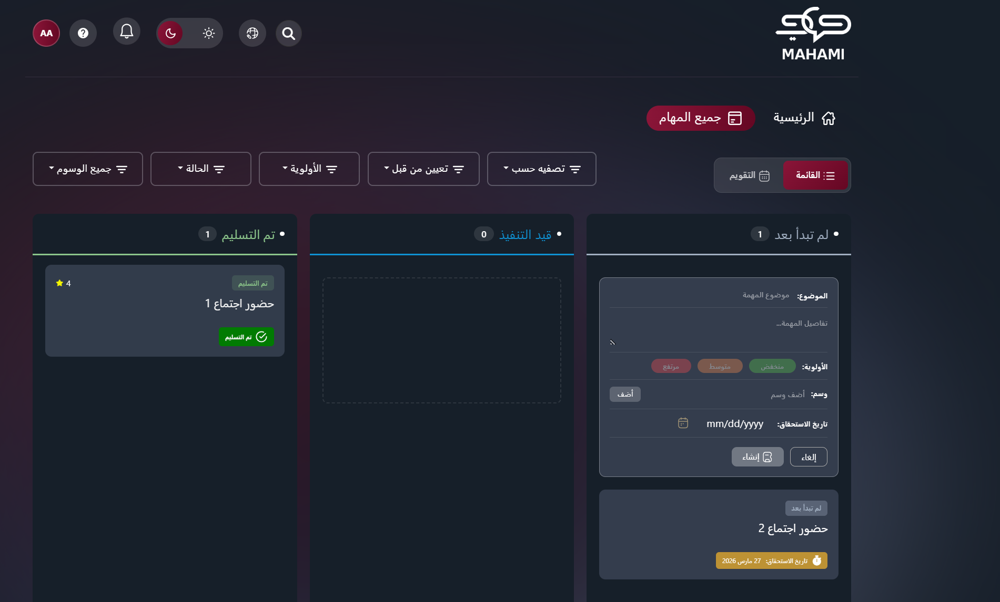 مهامي
MAHAMI
AA
الرئيسية
جميع المهام
القائمة
التقويم
تصفيه حسب
تعيين من قبل
الأولوية
الحالة
جميع الوسوم
لم تبدأ بعد 1
الموضوع: موضوع المهمة
تفاصيل المهمة...
الأولوية: منخفض متوسط مرتفع
وسم: أضف وسم أضف
تاريخ الاستحقاق: mm/dd/yyyy
إلغاء إنشاء
لم تبدأ بعد
حضور اجتماع 2
تاريخ الاستحقاق: 27 مارس 2026
قيد التنفيذ 0
تم التسليم 1
تم التسليم 4
حضور اجتماع 1
تم التسليم